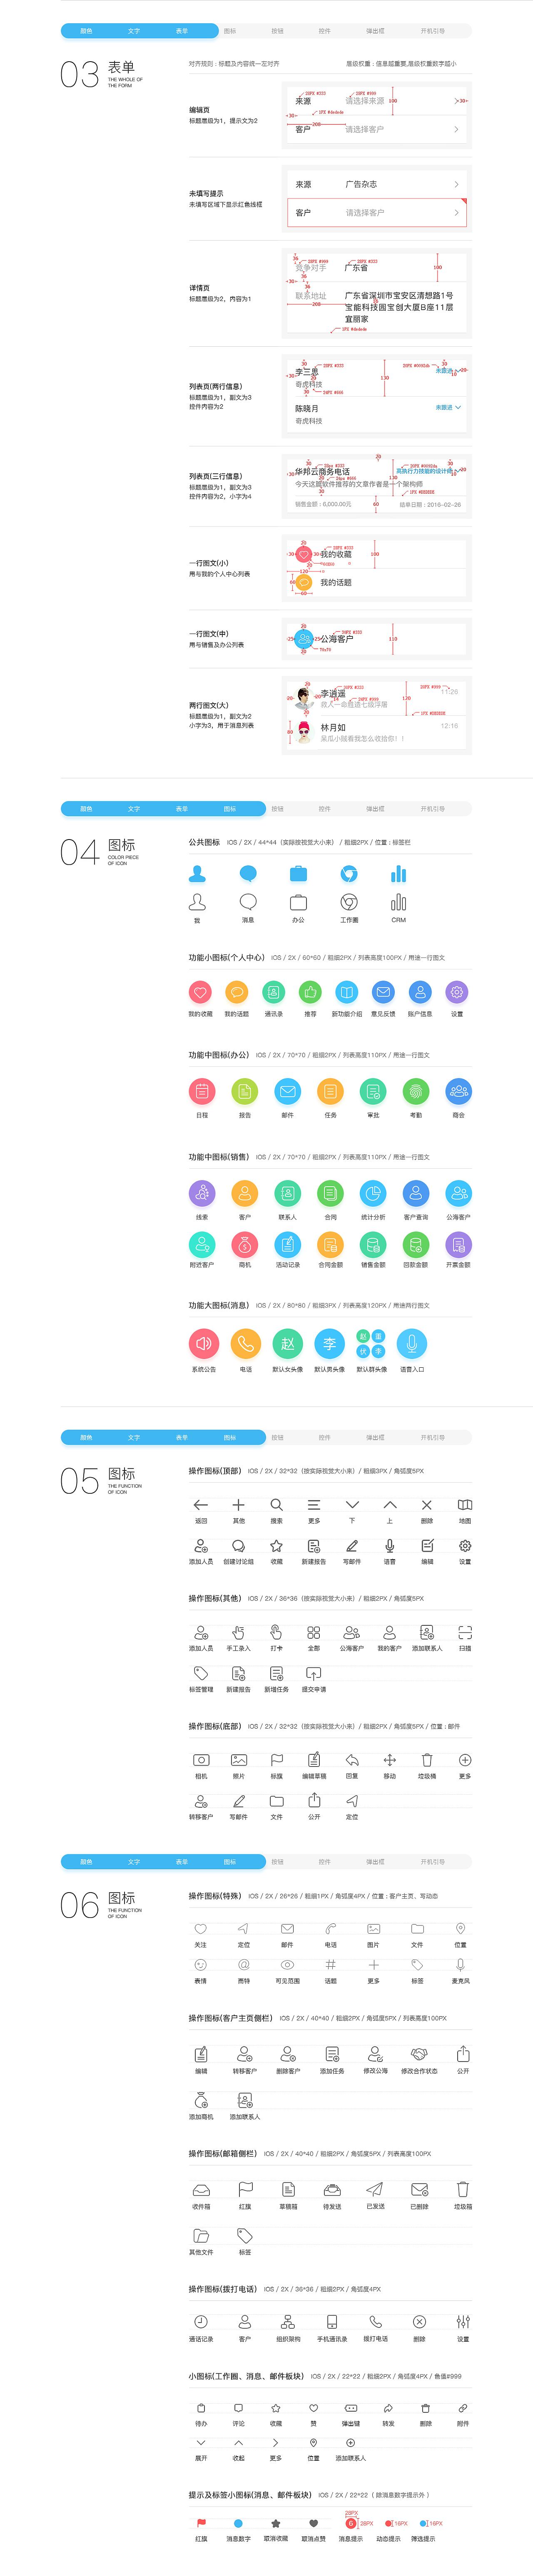 颜色 文字 表单 图标 按钮 控件 弹出框 开机引导
03 表单
THE WHOLE OF
THE FORM
对齐规则：标题及内容统一左对齐 层级权重：信息越重要,层级权重数字越小
编辑页
标题层级为1，提示文为2
来源 请选择来源
客户 请选择客户
未填写提示
未填写区域下显示红色线框
来源 广告杂志
客户 请选择客户
详情页
标题层级为2，内容为1
竞争对手 广东省
联系地址 广东省深圳市宝安区清想路1号
宝能科技园宝创大厦B座11层
宜丽家
列表页(两行信息)
标题层级为1，副文为3
控件内容为2
李三思 未跟进
奇虎科技
陈晓月 未跟进
奇虎科技
列表页(三行信息)
标题层级为1，副文为3
控件内容为2，小字为4
华邦云商务电话
今天这篇软件推荐的文章作者是一个架构师
销售金额：6,000.00元 结单日期：2016-02-26
一行图文(小)
用与我的个人中心列表
我的收藏
我的话题
一行图文(中)
用与销售及办公列表
公海客户
两行图文(大)
标题层级为1，副文为2
小字为3，用于消息列表
李逍遥 11:26
救人一命胜造七级浮屠
林月如 12:16
呆瓜小贼看我怎么收拾你！！
颜色 文字 表单 图标 按钮 控件 弹出框 开机引导
04 图标
COLOR PIECE
OF ICON
公共图标 IOS / 2X / 44*44（实际按视觉大小来） / 粗细2PX / 位置：标签栏
我 消息 办公 工作圈 CRM
功能小图标(个人中心) IOS / 2X / 60*60 / 粗细2PX / 列表高度100PX / 用途一行图文
我的收藏 我的话题 通讯录 推荐 新功能介绍 意见反馈 账户信息 设置
功能中图标(办公) IOS / 2X / 70*70 / 粗细2PX / 列表高度110PX / 用途一行图文
日程 报告 邮件 任务 审批 考勤 商会
功能中图标(销售) IOS / 2X / 70*70 / 粗细2PX / 列表高度110PX / 用途一行图文
线索 客户 联系人 合同 统计分析 客户查询 公海客户
附近客户 商机 活动记录 合同金额 销售金额 回款金额 开票金额
功能大图标(消息) IOS / 2X / 80*80 / 粗细3PX / 列表高度120PX / 用途两行图文
赵 李
系统公告 电话 默认女头像 默认男头像 默认群头像 语音入口
颜色 文字 表单 图标 按钮 控件 弹出框 开机引导
05 图标
THE FUNCTION
OF ICON
操作图标(顶部) IOS / 2X / 32*32（按实际视觉大小来）/ 粗细3PX / 角弧度5PX
返回 其他 搜索 更多 下 上 删除 地图
添加人员 创建讨论组 收藏 新建报告 写邮件 语音 编辑 设置
操作图标(其他) IOS / 2X / 36*36（按实际视觉大小来）/ 粗细2PX / 角弧度5PX
添加人员 手工录入 打卡 全部 公海客户 我的客户 添加联系人 扫描
标签管理 新建报告 新增任务 提交申请
操作图标(底部) IOS / 2X / 32*32（按实际视觉大小来）/ 粗细2PX / 角弧度5PX / 位置：邮件
相机 照片 标旗 编辑草稿 回复 移动 垃圾桶 更多
转移客户 写邮件 文件 公开 定位
颜色 文字 表单 图标 按钮 控件 弹出框 开机引导
06 图标
THE FUNCTION
OF ICON
操作图标(特殊) IOS / 2X / 26*26 / 粗细1PX / 角弧度4PX / 位置：客户主页、写动态
关注 定位 邮件 电话 图片 文件 位置
表情 而特 可见范围 话题 更多 标签 麦克风
操作图标(客户主页侧栏) IOS / 2X / 40*40 / 粗细2PX / 角弧度5PX / 列表高度100PX
编辑 转移客户 删除客户 添加任务 修改公海 修改合作状态 公开
添加商机 添加联系人
操作图标(邮箱侧栏) IOS / 2X / 40*40 / 粗细2PX / 角弧度5PX / 列表高度100PX
收件箱 红旗 草稿箱 待发送 已发送 已删除 垃圾箱
其他文件 标签
操作图标(拨打电话) IOS / 2X / 36*36 / 粗细2PX / 角弧度4PX
通话记录 客户 组织架构 手机通讯录 拨打电话 删除 设置
小图标(工作圈、消息、邮件板块) IOS / 2X / 22*22 / 粗细2PX / 角弧度4PX / 色值#999
待办 评论 收藏 赞 弹出键 转发 删除 附件
展开 收起 更多 位置 添加联系人
提示及标签小图标(消息、邮件板块) IOS / 2X / 22*22（ 除消息数字提示外 ）
28PX
6 28PX 16PX 16PX
红旗 消息数字 取消收藏 取消点赞 消息提示 动态提示 筛选提示